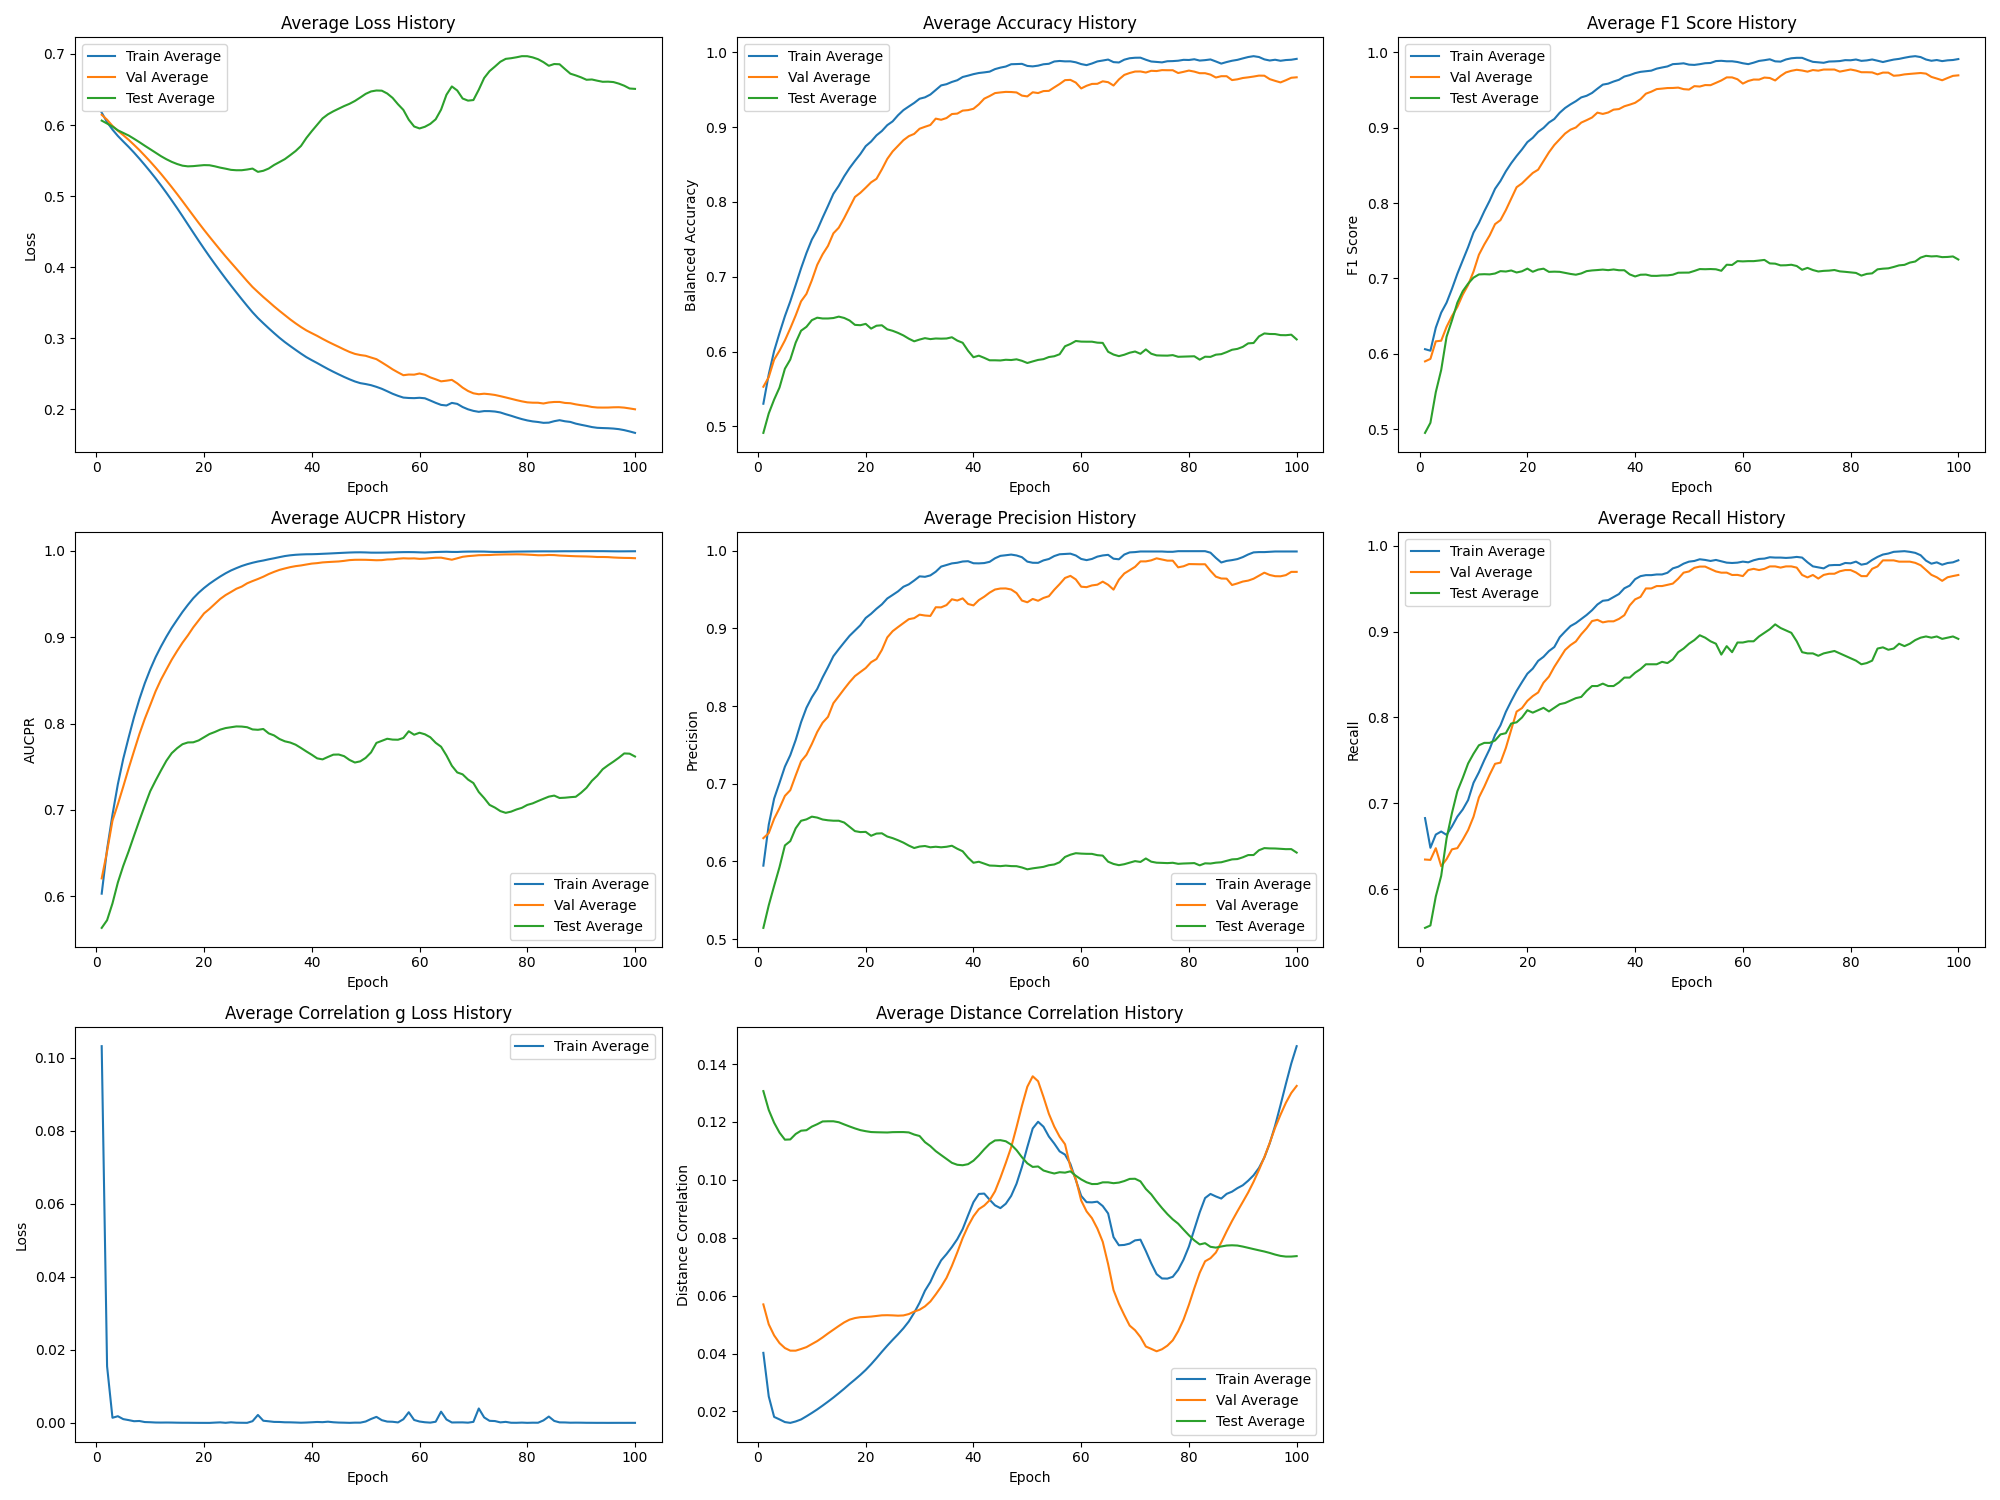 Average Loss History
Train Average
Val Average
Test Average
0.7
0.6
0.5
0.4
0.3
0.2
Loss
0 20 40 60 80 100
Epoch
Average Accuracy History
Train Average
Val Average
Test Average
1.0
0.9
0.8
0.7
0.6
0.5
Balanced Accuracy
0 20 40 60 80 100
Epoch
Average F1 Score History
Train Average
Val Average
Test Average
1.0
0.9
0.8
0.7
0.6
0.5
F1 Score
0 20 40 60 80 100
Epoch
Average AUCPR History
1.0
0.9
0.8
0.7
0.6
AUCPR
Train Average
Val Average
Test Average
0 20 40 60 80 100
Epoch
Average Precision History
1.0
0.9
0.8
0.7
0.6
0.5
Precision
Train Average
Val Average
Test Average
0 20 40 60 80 100
Epoch
Average Recall History
Train Average
Val Average
Test Average
1.0
0.9
0.8
0.7
0.6
Recall
0 20 40 60 80 100
Epoch
Average Correlation g Loss History
Train Average
0.10
0.08
0.06
0.04
0.02
0.00
Loss
0 20 40 60 80 100
Epoch
Average Distance Correlation History
0.14
0.12
0.10
0.08
0.06
0.04
0.02
Distance Correlation
Train Average
Val Average
Test Average
0 20 40 60 80 100
Epoch